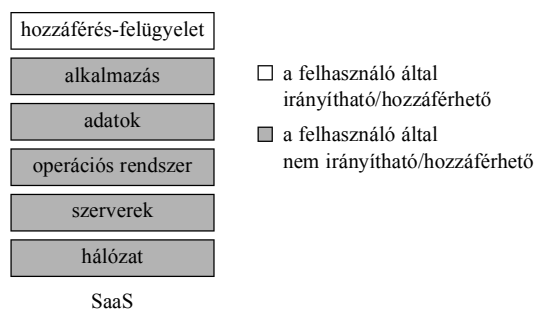 hozzáférés-felügyelet
alkalmazás
adatok
operációs rendszer
szerverek
hálózat
SaaS
a felhasználó által
irányítható/hozzáférhető
a felhasználó által
nem irányítható/hozzáférhető